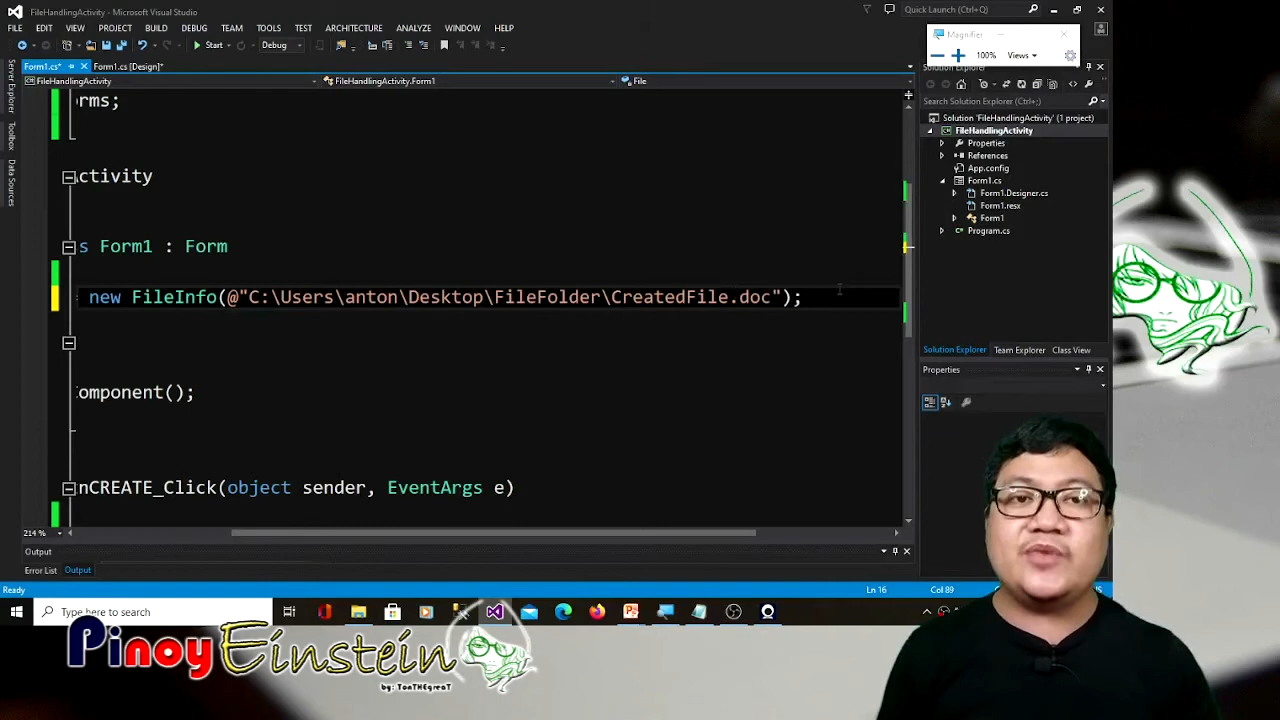 FileHandlingActivity - Microsoft Visual Studio
Quick Launch (Ctrl+;)
FILE EDIT VIEW PROJECT BUILD DEBUG TEAM TEST TOOLS ARCHITECTURE ANALYZE WINDOW HELP
Magnifier
Start Debug
100% Views
Form1.cs* Form1.cs [Design]*
Solution Explorer
FileHandlingActivity FileHandlingActivity.Form1 File
Server Explorer
Toolbox
Data Sources
Search Solution Explorer (Ctrl+;)
Solution 'FileHandlingActivity' (1 project)
FileHandlingActivity
Properties
References
App.config
Form1.cs
Form1.Designer.cs
Form1.resx
Form1
Program.cs
rms;
ctivity
s Form1 : Form
new FileInfo(@"C:\Users\anton\Desktop\FileFolder\CreatedFile.doc");
omponent();
nCREATE_Click(object sender, EventArgs e)
Solution Explorer Team Explorer Class View
Properties
214 %
Output
Error List Output
Ready Ln 16 Col 89
Type here to search
Pinoy Einstein
by: TonTHEgreaT